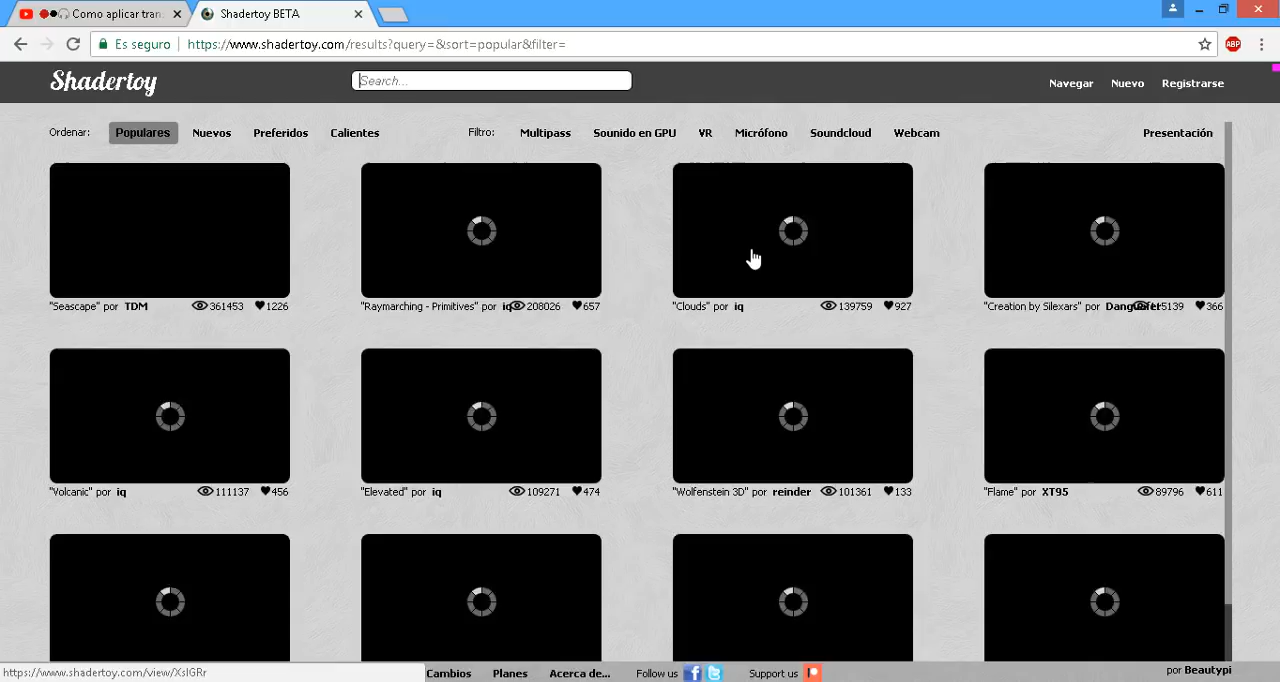 Como aplicar tran
Shadertoy BETA
Es seguro
https://www.shadertoy.com/results?query=&sort=popular&filter=
ABP
Shadertoy
Search...
Navegar Nuevo Registrarse
Ordenar: Populares Nuevos Preferidos Calientes Filtro: Multipass Sounido en GPU VR Micrófono Soundcloud Webcam Presentación
"Seascape" por TDM 361453 1226
"Raymarching - Primitives" por iq 208026 657
"Clouds" por iq 139759 927
"Creation by Silexars" por Danguafer 5139 366
"Volcanic" por iq 111137 456
"Elevated" por iq 109271 474
"Wolfenstein 3D" por reinder 101361 133
"Flame" por XT95 89796 611
https://www.shadertoy.com/view/XslGRr
Cambios Planes Acerca de... Follow us Support us por Beautypi